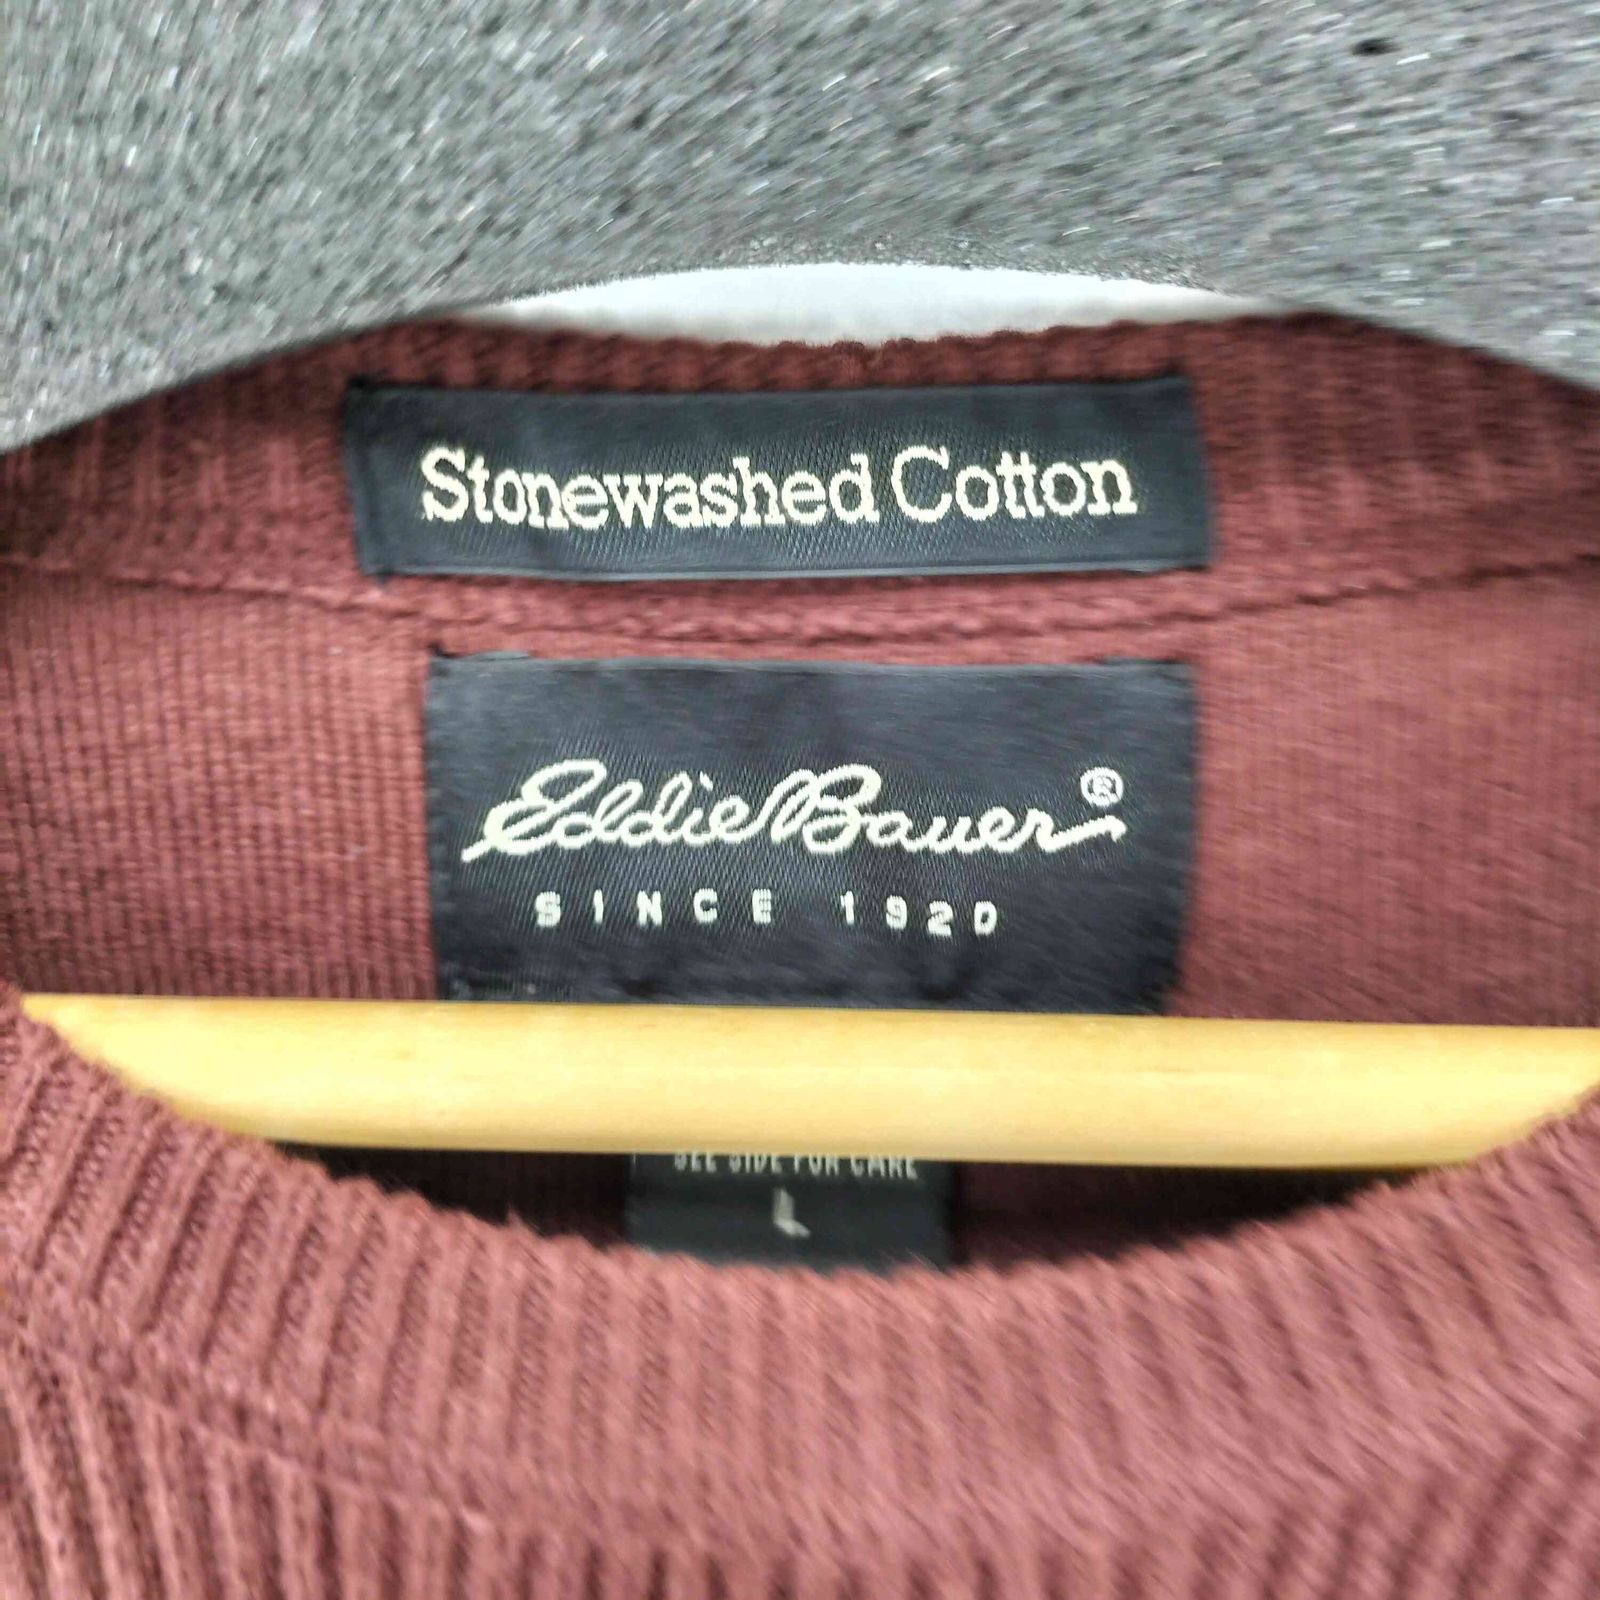 Stonewashed Cotton
Eddie Bauer®
SINCE 1920
SEE SIDE FOR CARE
L